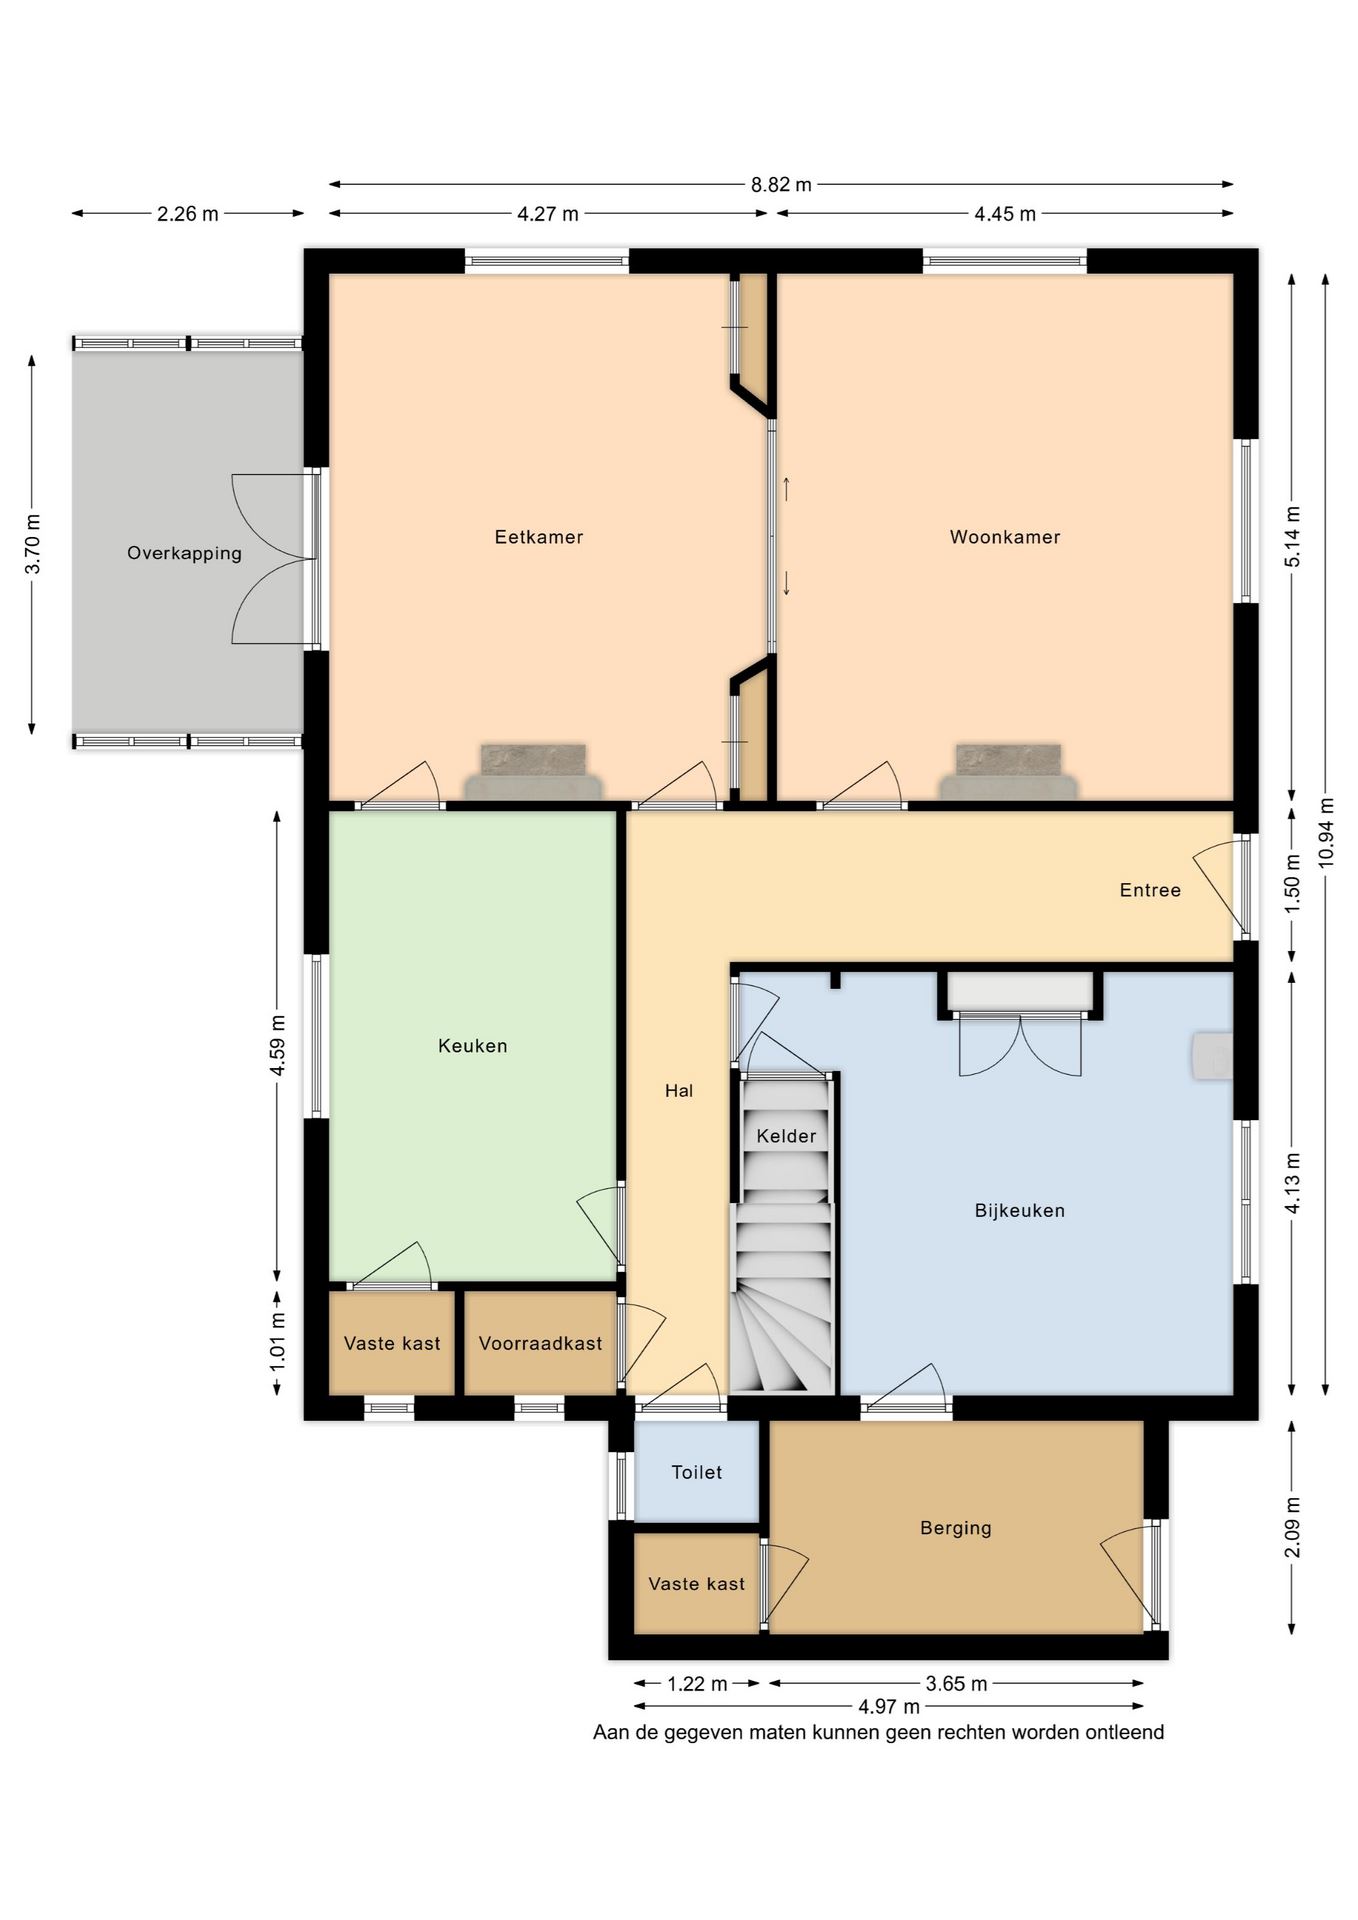 8.82 m
2.26 m
4.27 m
4.45 m
Eetkamer
Woonkamer
Overkapping
3.70 m
5.14 m
10.94 m
1.50 m
Entree
Keuken
4.59 m
Hal
Kelder
Bijkeuken
4.13 m
Vaste kast
Voorraadkast
1.01 m
Toilet
Berging
Vaste kast
2.09 m
1.22 m
3.65 m
4.97 m
Aan de gegeven maten kunnen geen rechten worden ontleend